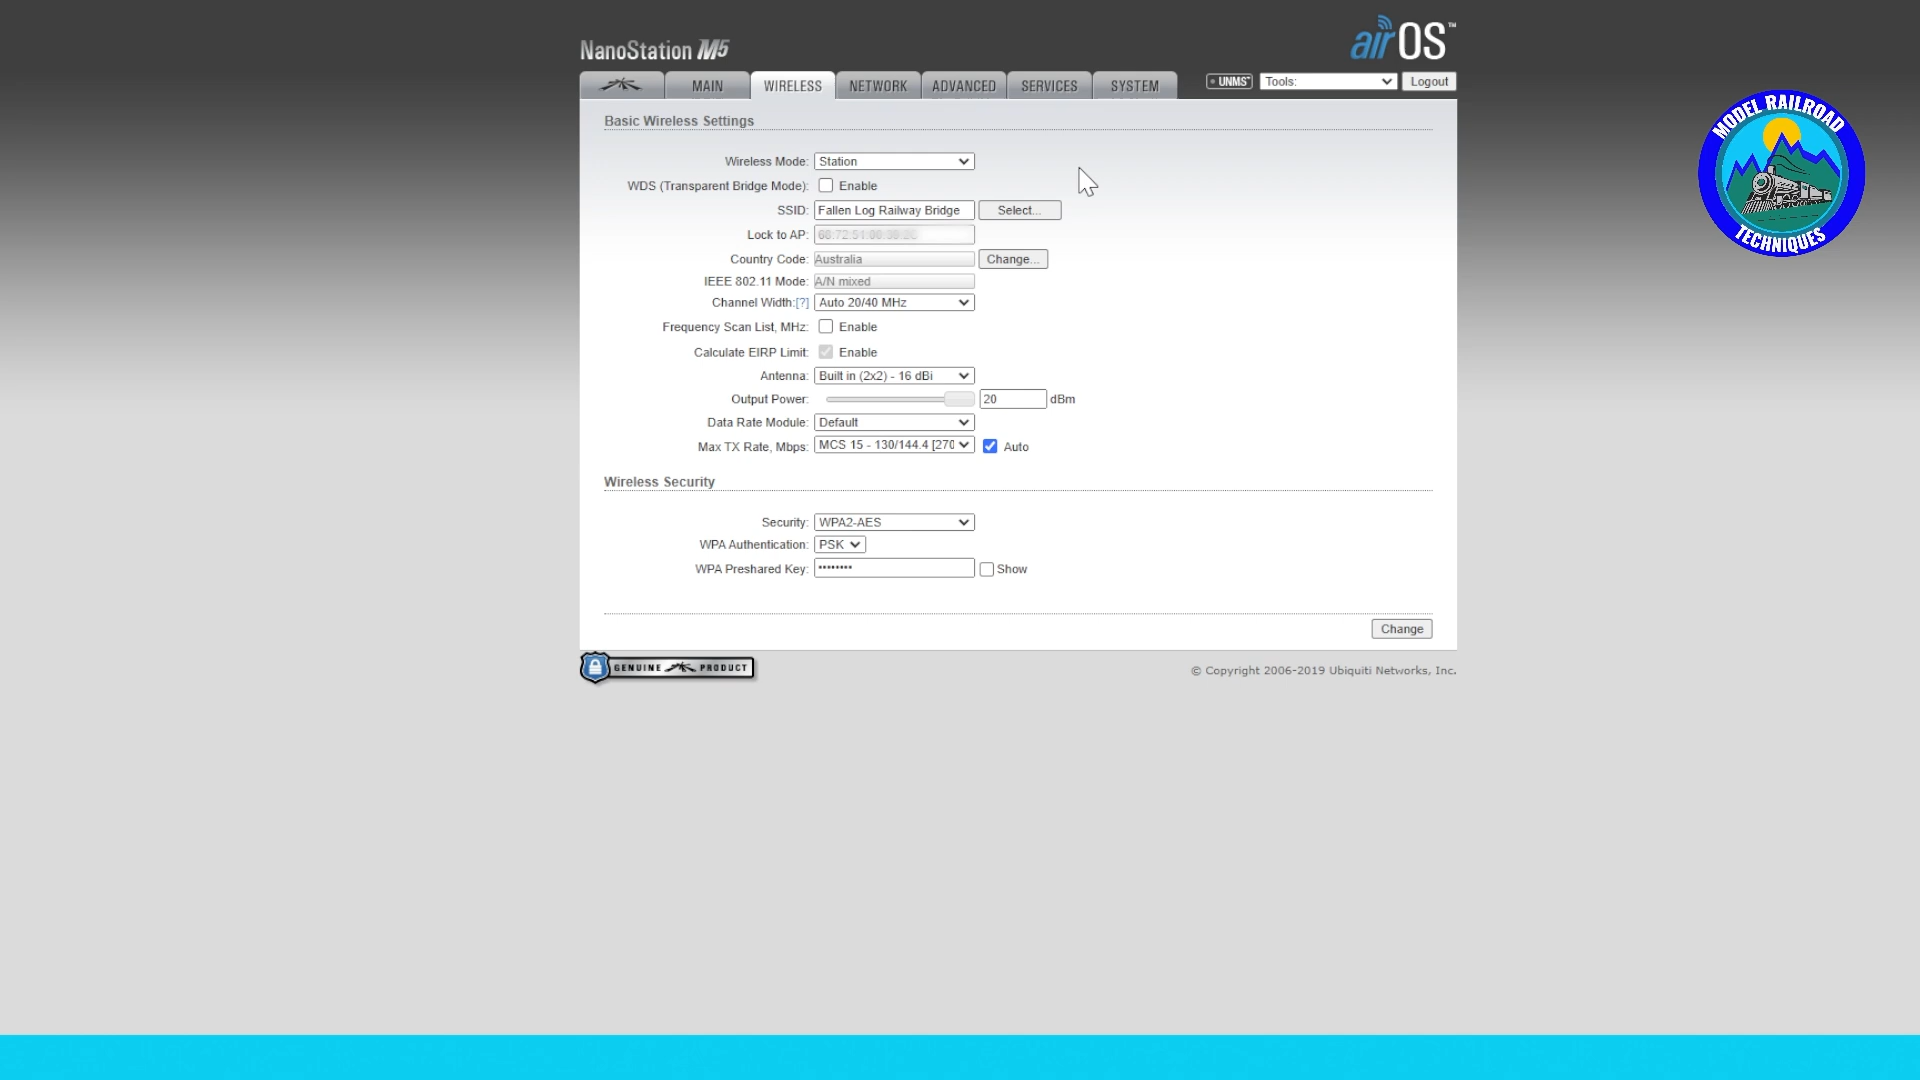 NanoStation M5
airOS™
MAIN WIRELESS NETWORK ADVANCED SERVICES SYSTEM UNMS™ Tools: Logout
MODEL RAILROAD
TECHNIQUES
Basic Wireless Settings
Wireless Mode: Station
WDS (Transparent Bridge Mode): Enable
SSID: Fallen Log Railway Bridge Select...
Lock to AP:
Country Code: Australia Change...
IEEE 802.11 Mode: A/N mixed
Channel Width:[?] Auto 20/40 MHz
Frequency Scan List, MHz: Enable
Calculate EIRP Limit: Enable
Antenna: Built in (2x2) - 16 dBi
Output Power: 20 dBm
Data Rate Module: Default
Max TX Rate, Mbps: MCS 15 - 130/144.4 [270 Auto
Wireless Security
Security: WPA2-AES
WPA Authentication: PSK
WPA Preshared Key: •••••••• Show
Change
GENUINE PRODUCT
© Copyright 2006-2019 Ubiquiti Networks, Inc.